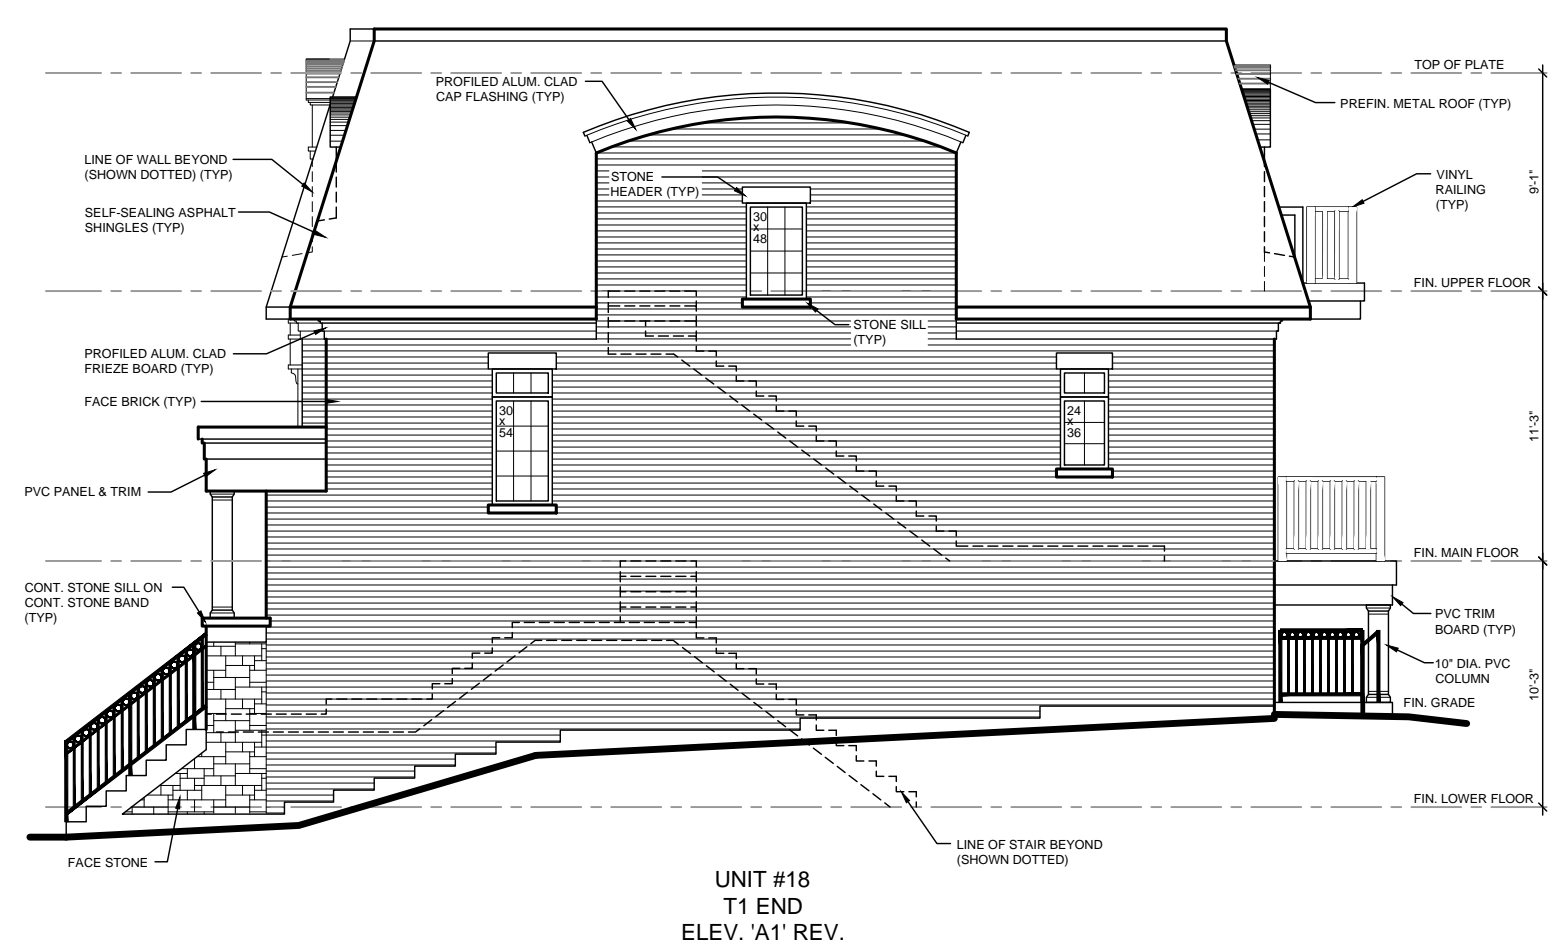 TOP OF PLATE
PROFILED ALUM. CLAD
CAP FLASHING (TYP)
PREFIN. METAL ROOF (TYP)
LINE OF WALL BEYOND
(SHOWN DOTTED) (TYP)
STONE
HEADER (TYP)
VINYL
RAILING
(TYP)
9'-1"
SELF-SEALING ASPHALT
SHINGLES (TYP)
30
x
48
FIN. UPPER FLOOR
STONE SILL
(TYP)
PROFILED ALUM. CLAD
FRIEZE BOARD (TYP)
FACE BRICK (TYP)
30
x
54
24
x
36
11'-3"
PVC PANEL & TRIM
FIN. MAIN FLOOR
CONT. STONE SILL ON
CONT. STONE BAND
(TYP)
PVC TRIM
BOARD (TYP)
10" DIA. PVC
COLUMN
10'-3"
FIN. GRADE
FIN. LOWER FLOOR
LINE OF STAIR BEYOND
(SHOWN DOTTED)
FACE STONE
UNIT #18
T1 END
ELEV. 'A1' REV.